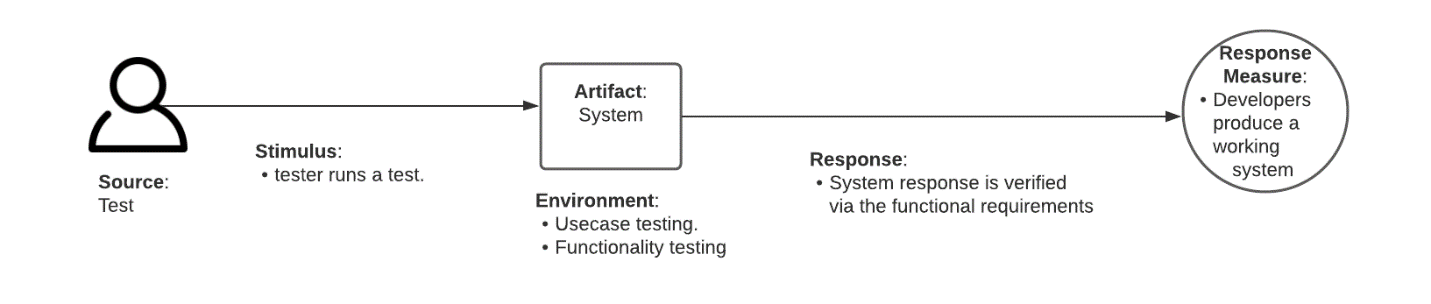 Source:
Test
Stimulus:
• tester runs a test.
Artifact:
System
Environment:
• Usecase testing.
• Functionality testing
Response:
• System response is verified
via the functional requirements
Response
Measure:
• Developers
produce a
working
system